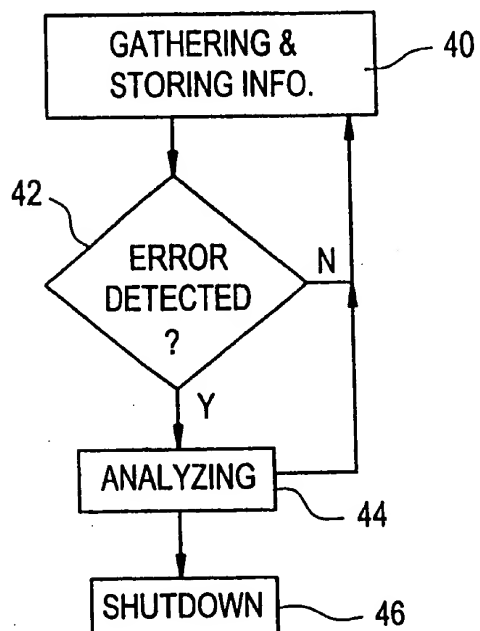 GATHERING &
STORING INFO.
40
42
ERROR
DETECTED
?
N
Y
ANALYZING
44
SHUTDOWN
46